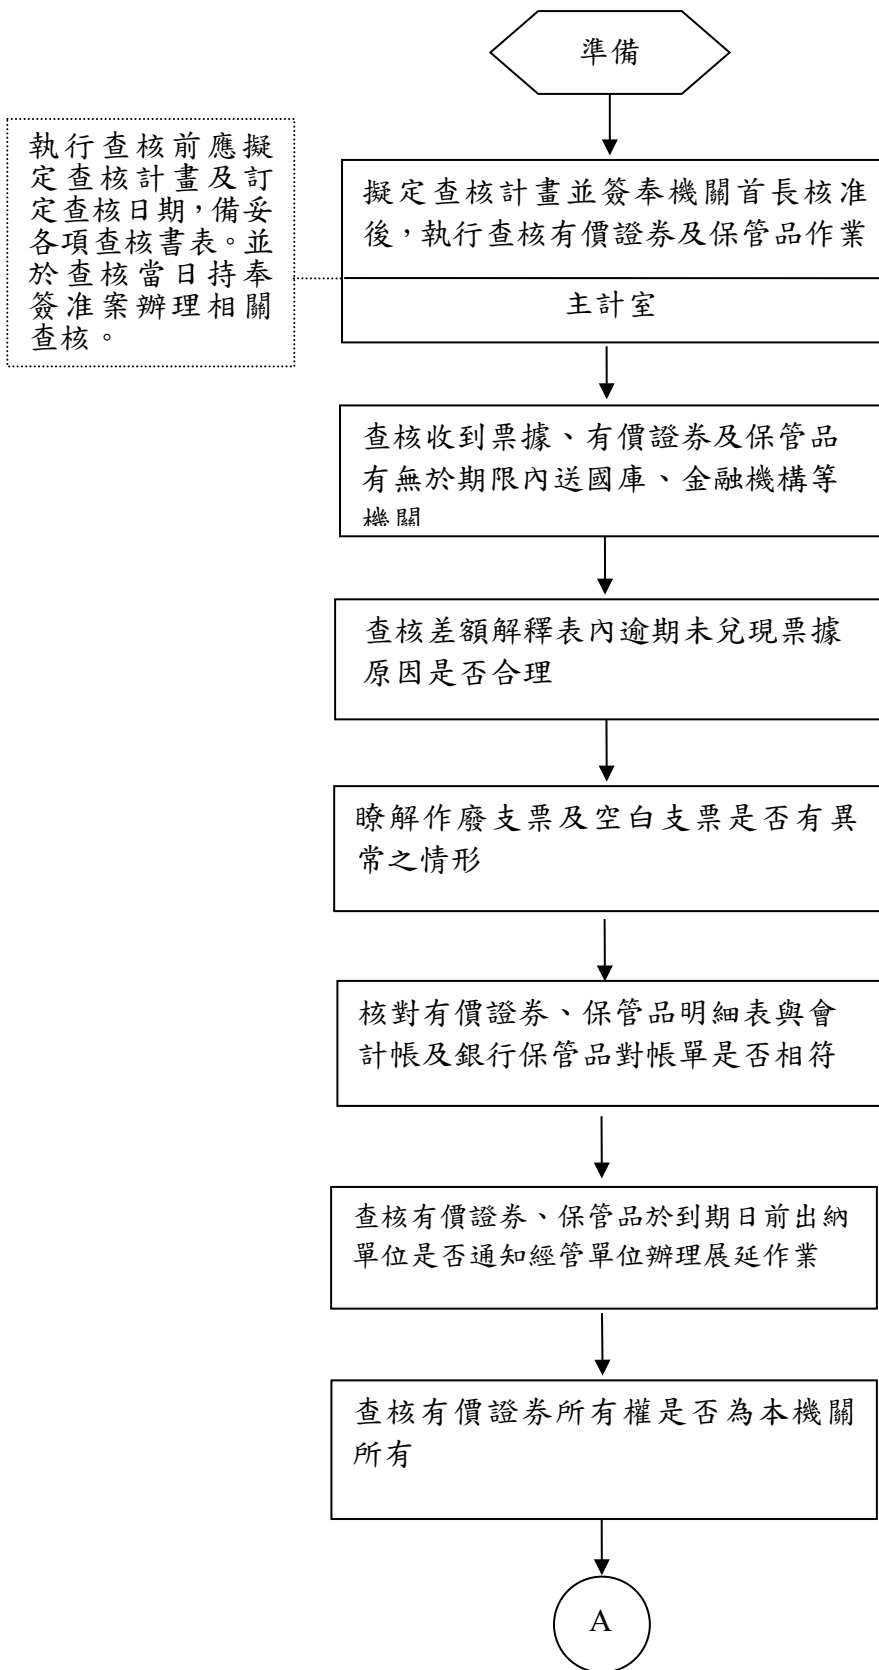 準備
執行查核前應擬
定查核計畫及訂
定查核日期，備妥
各項查核書表。並
於查核當日持奉
簽准案辦理相關
查核。
擬定查核計畫並簽奉機關首長核准
後，執行查核有價證券及保管品作業
主計室
查核收到票據、有價證券及保管品
有無於期限內送國庫、金融機構等
機關
查核差額解釋表內逾期未兌現票據
原因是否合理
瞭解作廢支票及空白支票是否有異
常之情形
核對有價證券、保管品明細表與會
計帳及銀行保管品對帳單是否相符
查核有價證券、保管品於到期日前出納
單位是否通知經管單位辦理展延作業
查核有價證券所有權是否為本機關
所有
A